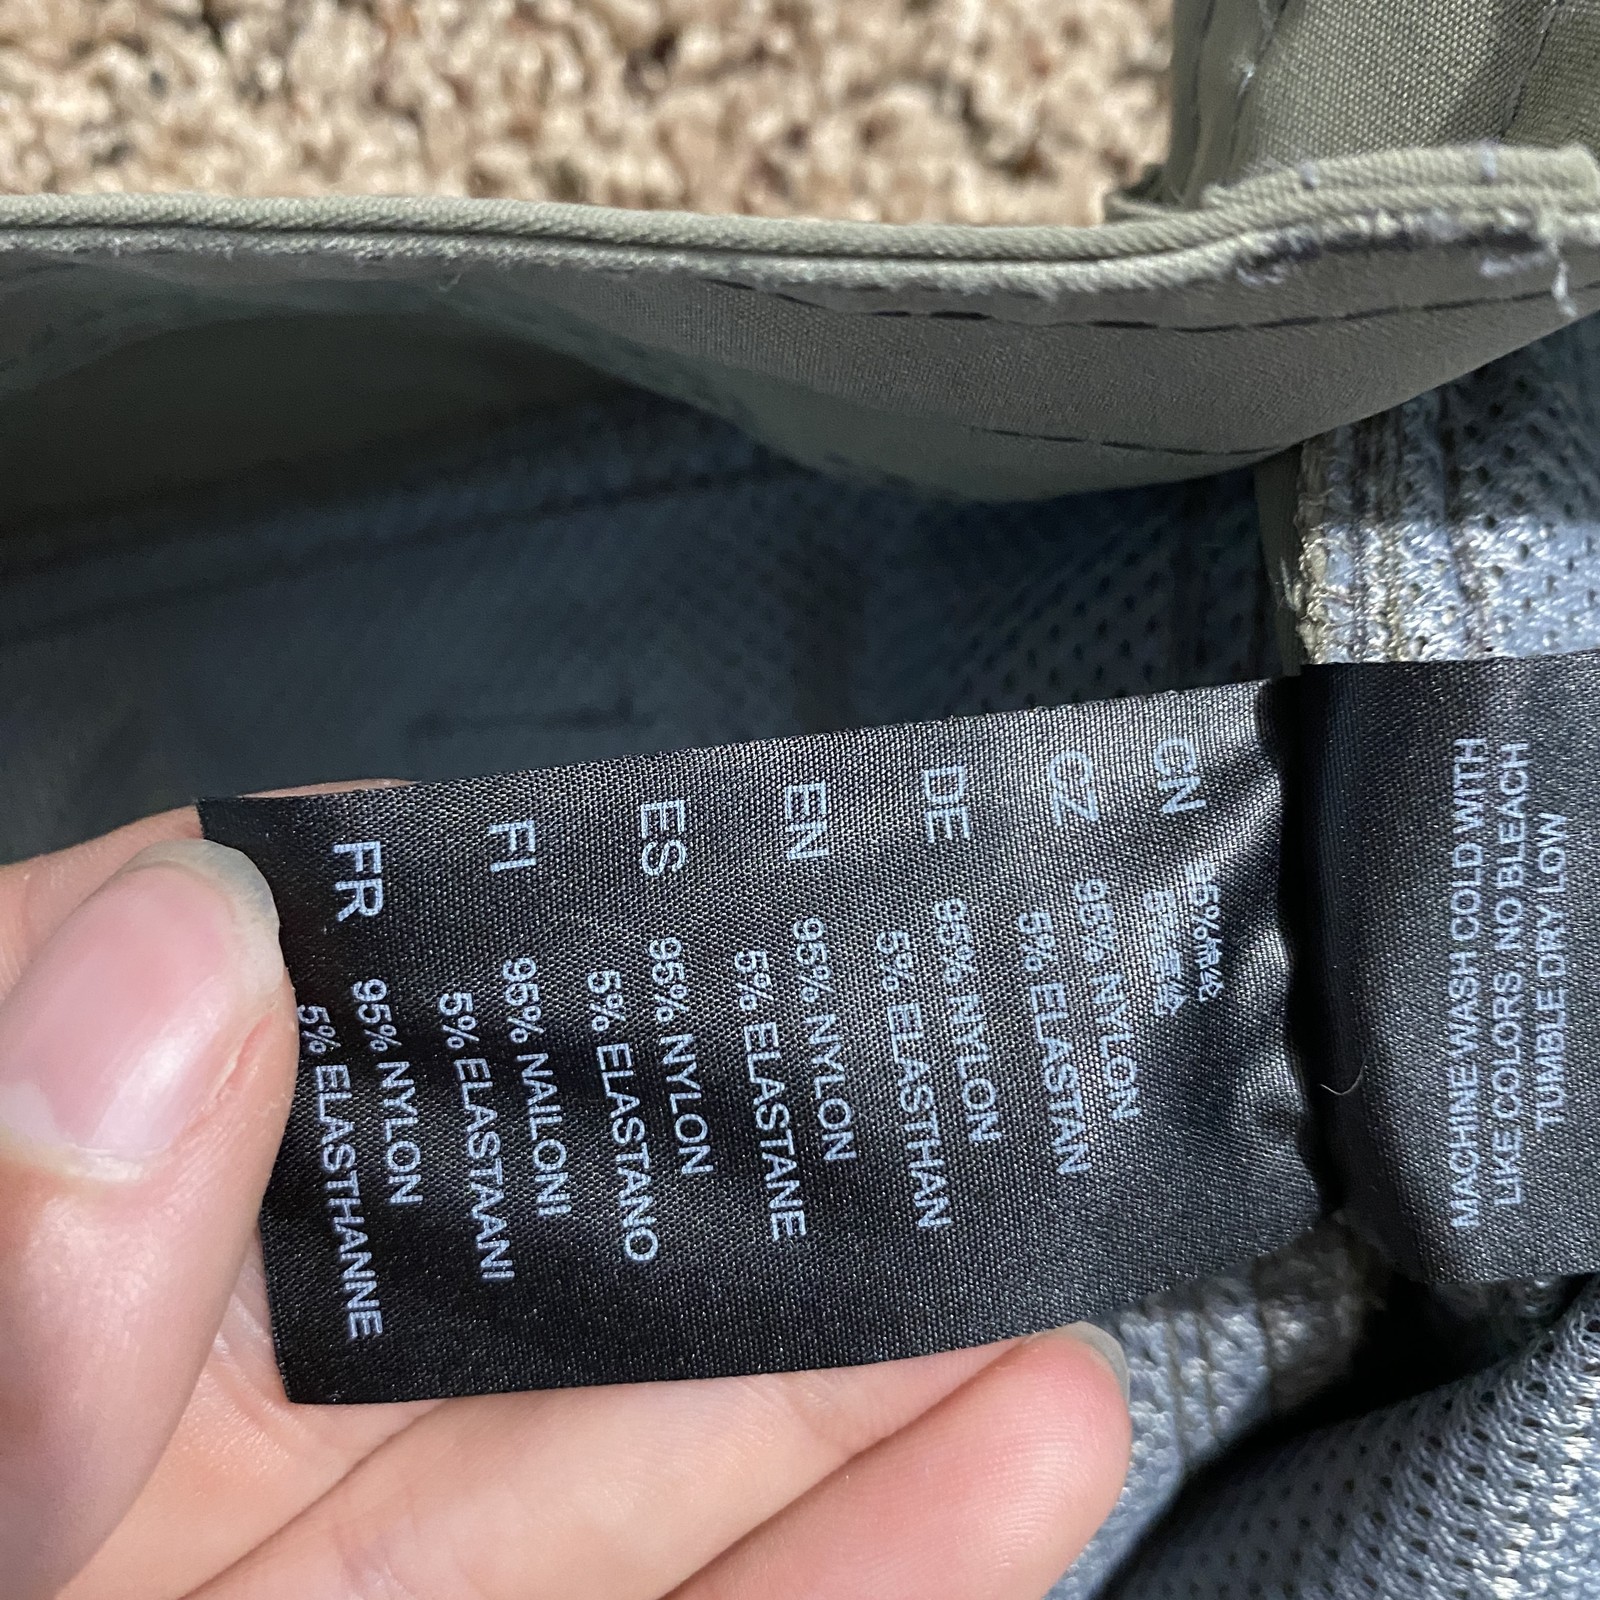 CN
95%
5%
CZ
95% NYLON
5% ELASTAN
DE
95% NYLON
5% ELASTHAN
EN
95% NYLON
5% ELASTANE
ES
95% NYLON
5% ELASTANO
FI
95% NAILONI
5% ELASTAANI
FR
95% NYLON
5% ELASTHANNE
MACHINE WASH COLD WITH
LIKE COLORS, NO BLEACH
TUMBLE DRY LOW